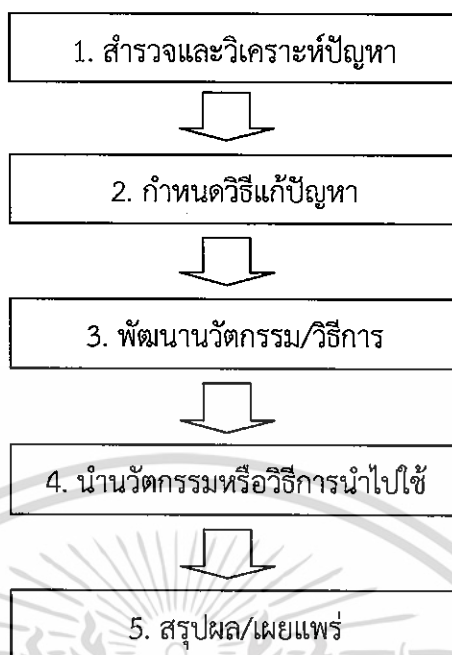 1. สำรวจและวิเคราะห์ปัญหา
2. กำหนดวิธีแก้ปัญหา
3. พัฒนานวัตกรรม/วิธีการ
4. นำนวัตกรรมหรือวิธีการนำไปใช้
5. สรุปผล/เผยแพร่